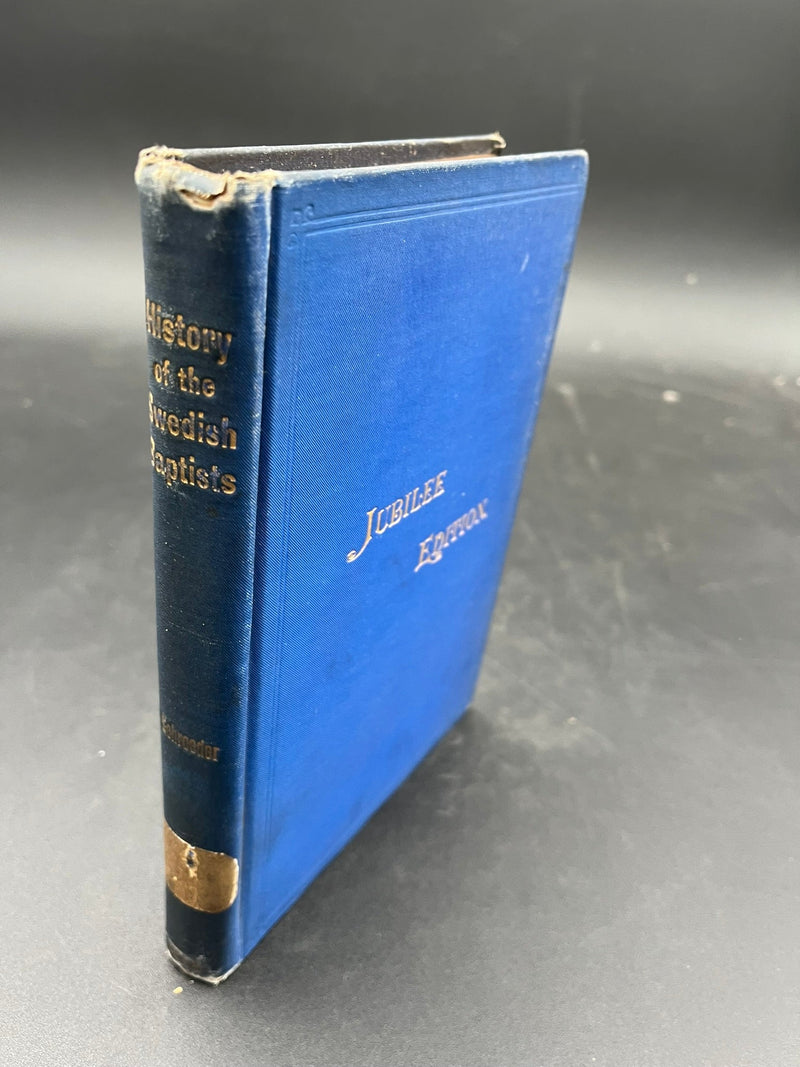 History
of the
Swedish
Baptists
Schroeder
JUBILEE
EDITION